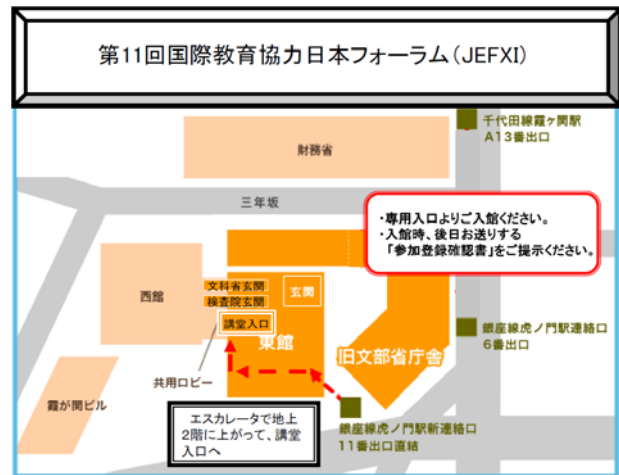 第11回国際教育協力日本フォーラム(JEFXI)
千代田線霞ヶ関駅
A13番出口
財務省
三年坂
・専用入口よりご入館ください。
・入館時、後日お送りする
「参加登録確認書」をご提示ください。
文科省玄関
検査院玄関
玄関
西館
講堂入口
東館
旧文部省庁舎
銀座線虎ノ門駅連絡口
6番出口
共用ロビー
霞が関ビル
エスカレータで地上
2階に上がって、講堂
入口へ
銀座線虎ノ門駅新連絡口
11番出口直結